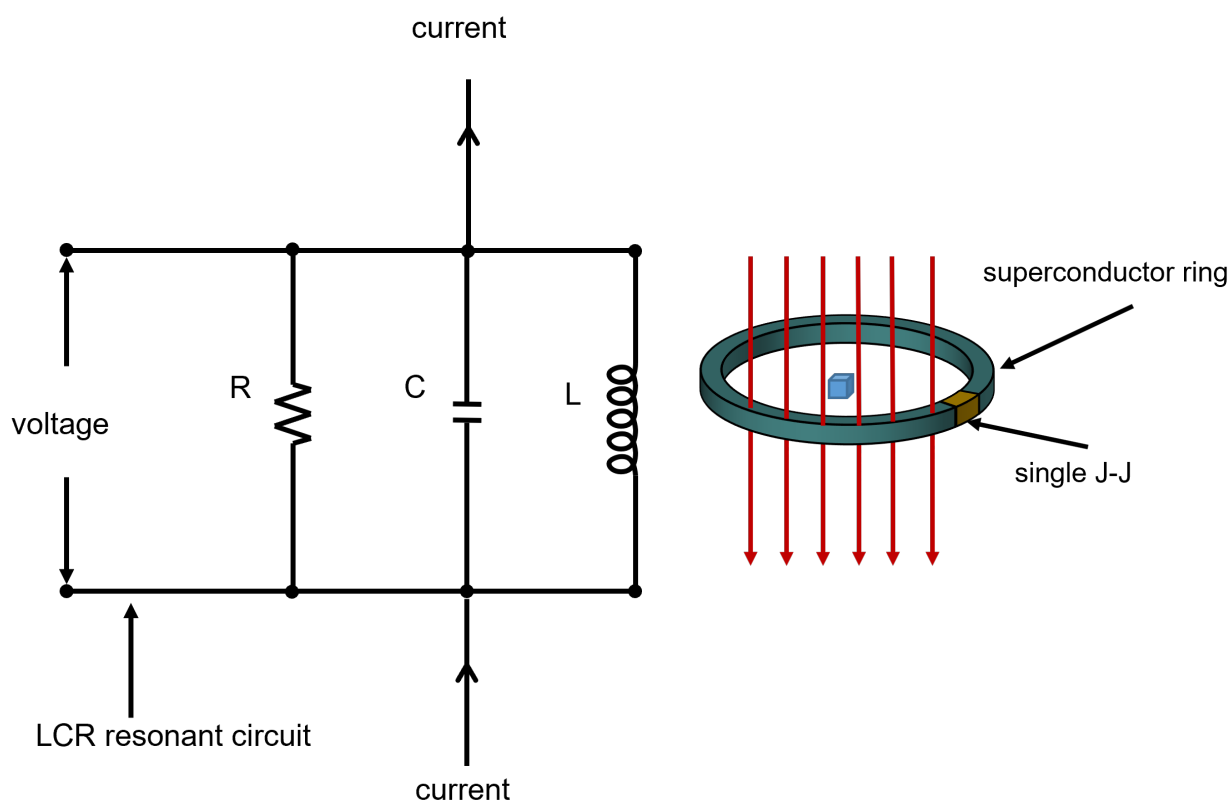 current
superconductor ring
R
C
L
voltage
single J-J
LCR resonant circuit
current